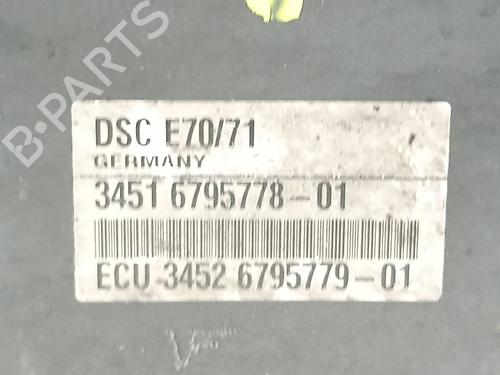 B-PARTS
DSC E70/71
GERMANY
3451 6795778-01
ECU 3452 6795779-01